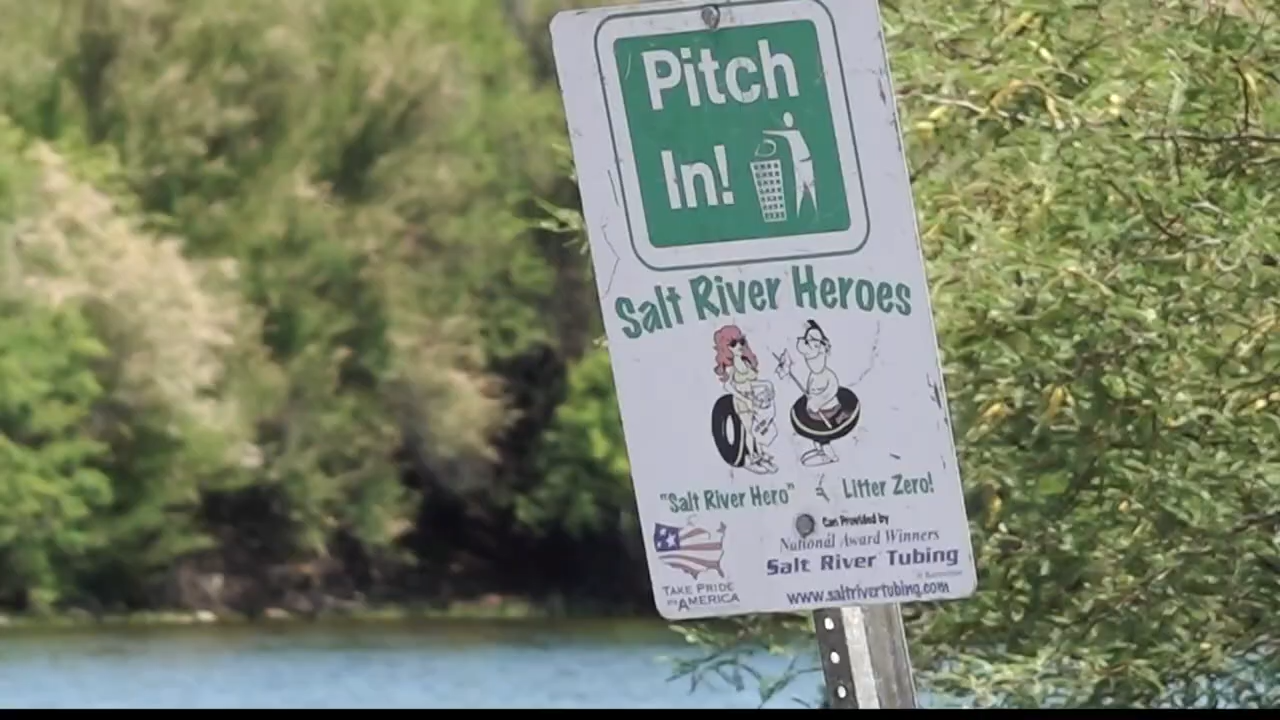 Pitch
In!
Salt River Heroes
"Salt River Hero"
Litter Zero!
Can Provided by
National Award Winners
Salt River Tubing
www.saltrivertubing.com
TAKE PRIDE
IN AMERICA